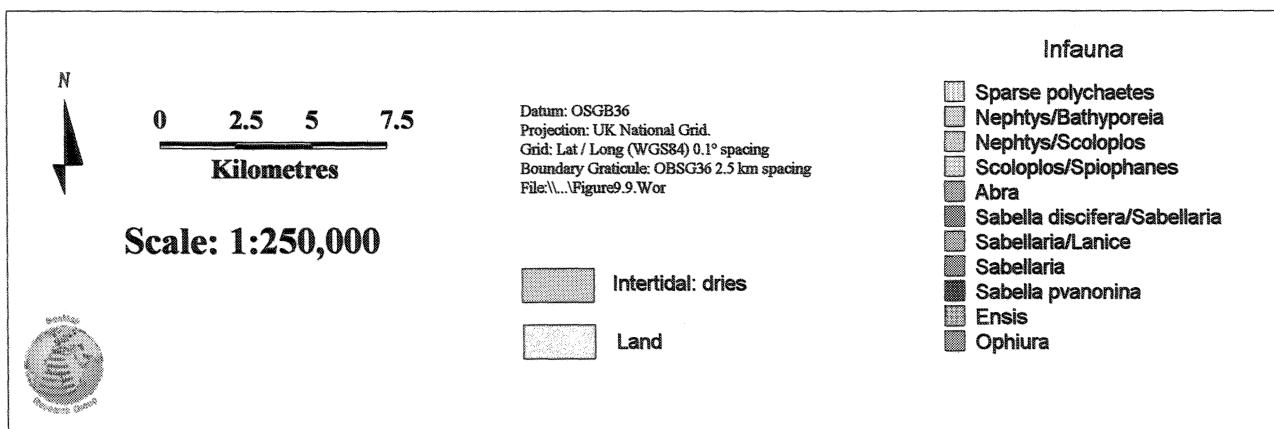 N
0 2.5 5 7.5
Kilometres
Scale: 1:250,000
Datum: OSGB36
Projection: UK National Grid.
Grid: Lat / Long (WGS84) 0.1° spacing
Boundary Graticule: OBSG36 2.5 km spacing
File:\\...\Figure9.9.Wor
Intertidal: dries
Land
Infauna
Sparse polychaetes
Nephtys/Bathyporeia
Nephtys/Scoloplos
Scoloplos/Spiophanes
Abra
Sabella discifera/Sabellaria
Sabellaria/Lanice
Sabellaria
Sabella pvanonina
Ensis
Ophiura
Research Group